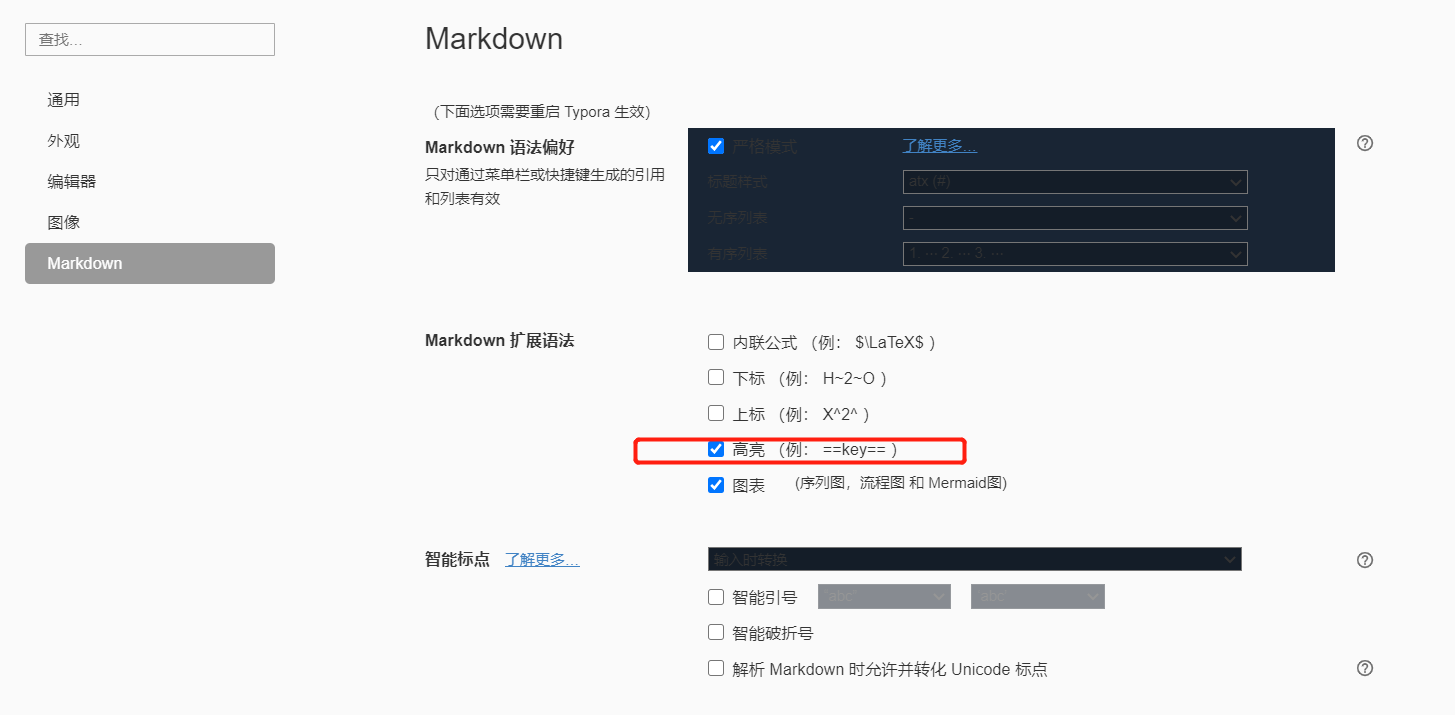 查找...
通用
外观
编辑器
图像
Markdown
Markdown
(下面选项需要重启 Typora 生效)
Markdown 语法偏好
只对通过菜单栏或快捷键生成的引用
和列表有效
严格模式 了解更多...
标题样式 atx (#)
无序列表 -
有序列表 1. ··· 2. ··· 3. ···
Markdown 扩展语法
内联公式 (例： $\LaTeX$ )
下标 (例： H~2~O )
上标 (例： X^2^ )
高亮 (例： ==key== )
图表 (序列图，流程图 和 Mermaid图)
智能标点 了解更多...
输入时转换
智能引号 "abc" 'abc'
智能破折号
解析 Markdown 时允许并转化 Unicode 标点